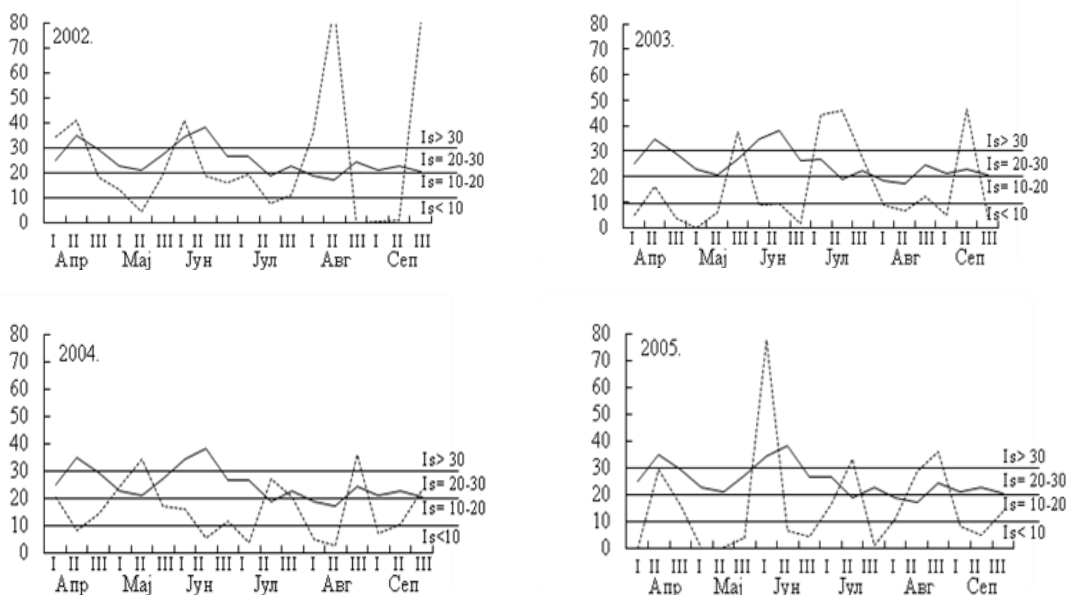 80
70
60
50
40
30
20
10
0
2002.
Is> 30
Is= 20-30
Is= 10-20
Is< 10
I II III I II III I II III I II III I II III I II III
Апр Мај Јун Јул Авг Сеп
80
70
60
50
40
30
20
10
0
2003.
Is> 30
Is= 20-30
Is= 10-20
Is< 10
I II III I II III I II III I II III I II III I II III
Апр Мај Јун Јул Авг Сеп
80
70
60
50
40
30
20
10
0
2004.
Is> 30
Is= 20-30
Is= 10-20
Is<10
I II III I II III I II III I II III I II III I II III
Апр Мај Јун Јул Авг Сеп
80
70
60
50
40
30
20
10
0
2005.
Is> 30
Is= 20-30
Is= 10-20
Is< 10
I II III I II III I II III I II III I II III I II III
Апр Мај Јун Јул Авг Сеп